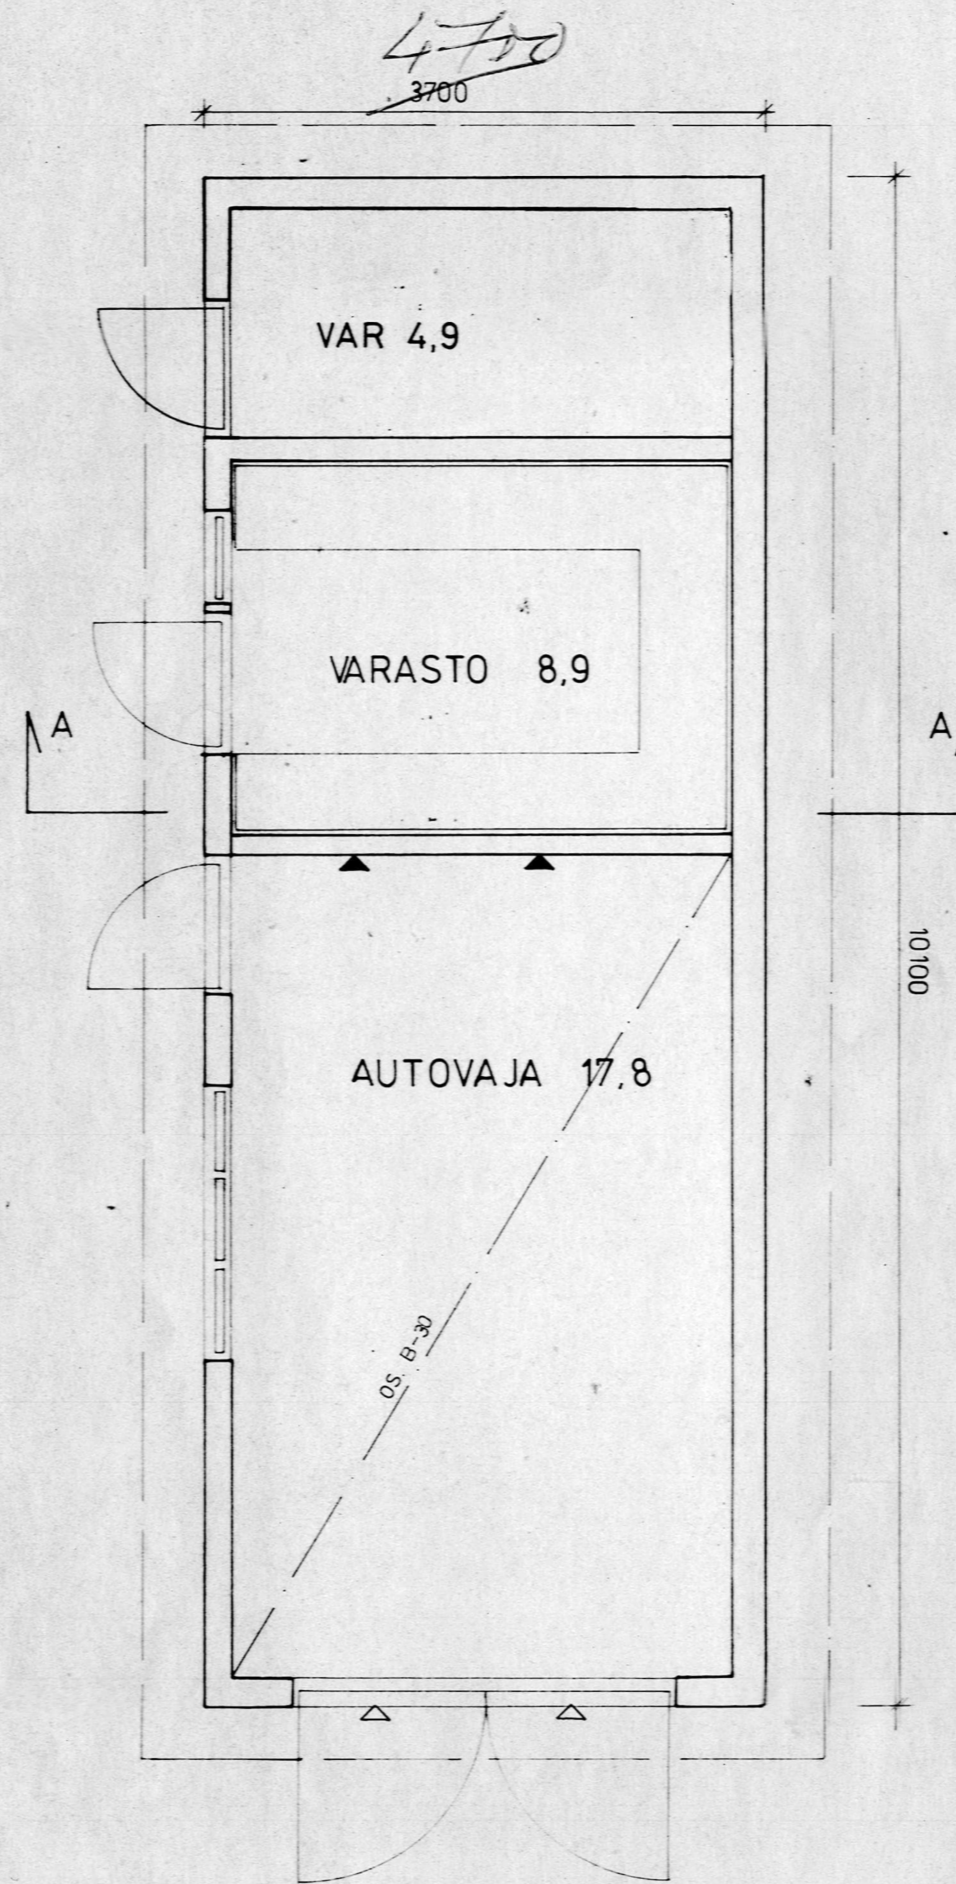 4700
3700
VAR 4,9
VARASTO 8,9
A
A
10100
AUTOVAJA 17,8
OS. B-30